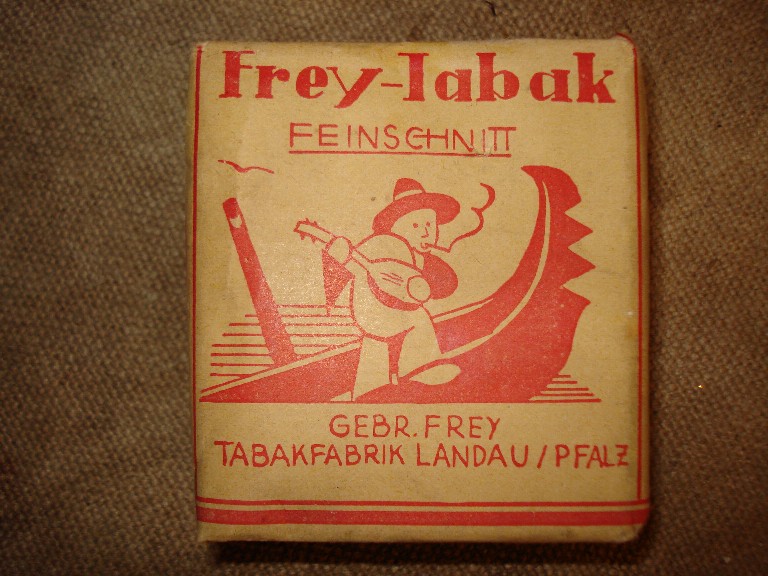 Frey-Tabak
FEINSCHNITT
GEBR. FREY
TABAKFABRIK LANDAU / PFALZ